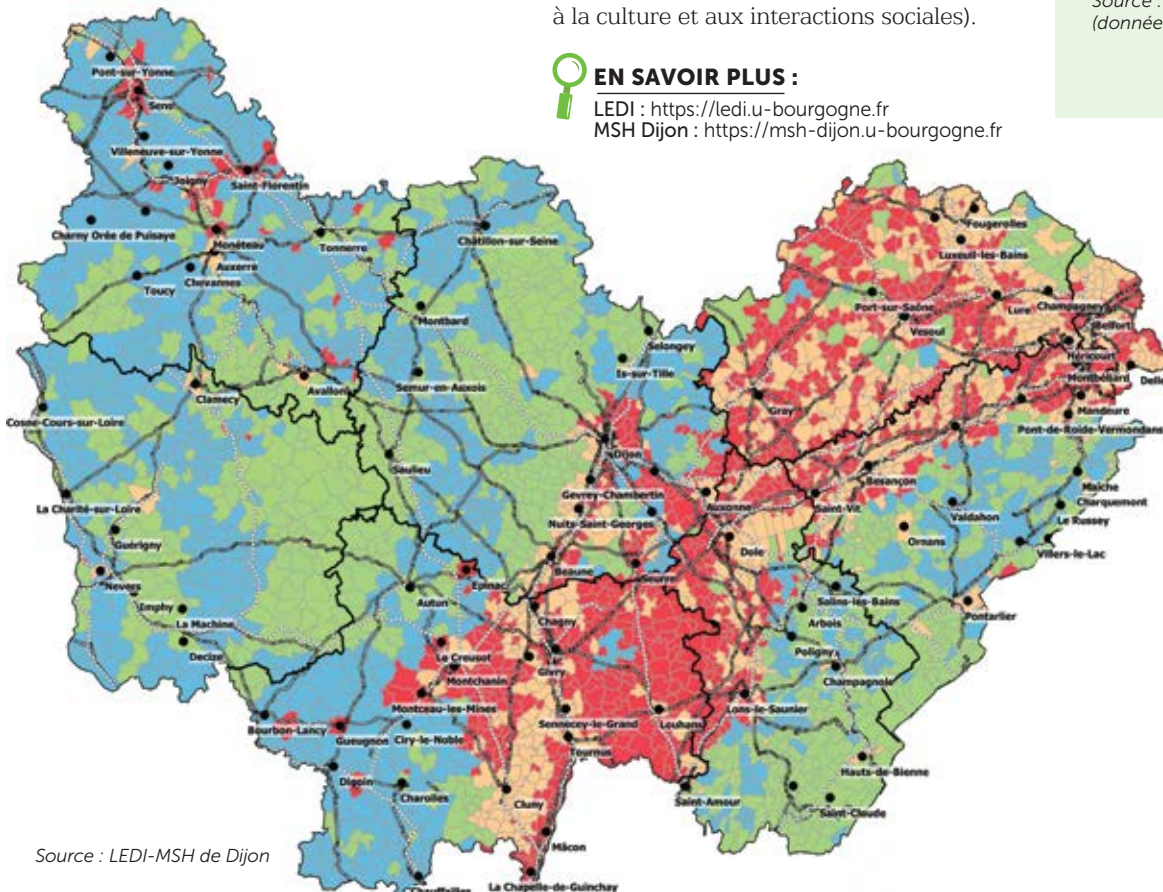 à la culture et aux interactions sociales).
Source :
(donnée
EN SAVOIR PLUS :
LEDI : https://ledi.u-bourgogne.fr
MSH Dijon : https://msh-dijon.u-bourgogne.fr
Pont-sur-Yonne
Sens
Villeneuve-sur-Yonne
Joigny
Saint-Florentin
Charny Orée de Puisaye
Monéteau
Tonnerre
Châtillon-sur-Seine
Auxerre
Chevannes
Toucy
Fougerolles
Luxeuil-les-Bains
Port-sur-Saône
Vesoul
Lure
Champagney
Belfort
Héricourt
Montbéliard
Delle
Mandeure
Pont-de-Roide-Vermondans
Montbard
Selongey
Is-sur-Tille
Semur-en-Auxois
Avallon
Clamecy
Cosne-Cours-sur-Loire
Gray
Dijon
Saulieu
Gevrey-Chambertin
Nuits-Saint-Georges
Auxonne
Besançon
Saint-Vit
Maîche
Charquemont
Valdahon
Le Russey
Ornans
Villers-le-Lac
La Charité-sur-Loire
Guérigny
Nevers
Imphy
La Machine
Decize
Dole
Beaune
Seurre
Epinac
Autun
Chagny
Salins-les-Bains
Arbois
Pontarlier
Poligny
Champagnole
Le Creusot
Montchanin
Givry
Montceau-les-Mines
Sennecey-le-Grand
Louhans
Lons-le-Saunier
Bourbon-Lancy
Gueugnon
Ciry-le-Noble
Tournus
Hauts-de-Bienne
Digoin
Charolles
Cluny
Saint-Amour
Saint-Claude
Mâcon
Source : LEDI-MSH de Dijon
La Chapelle-de-Guinchay
Chauffailles